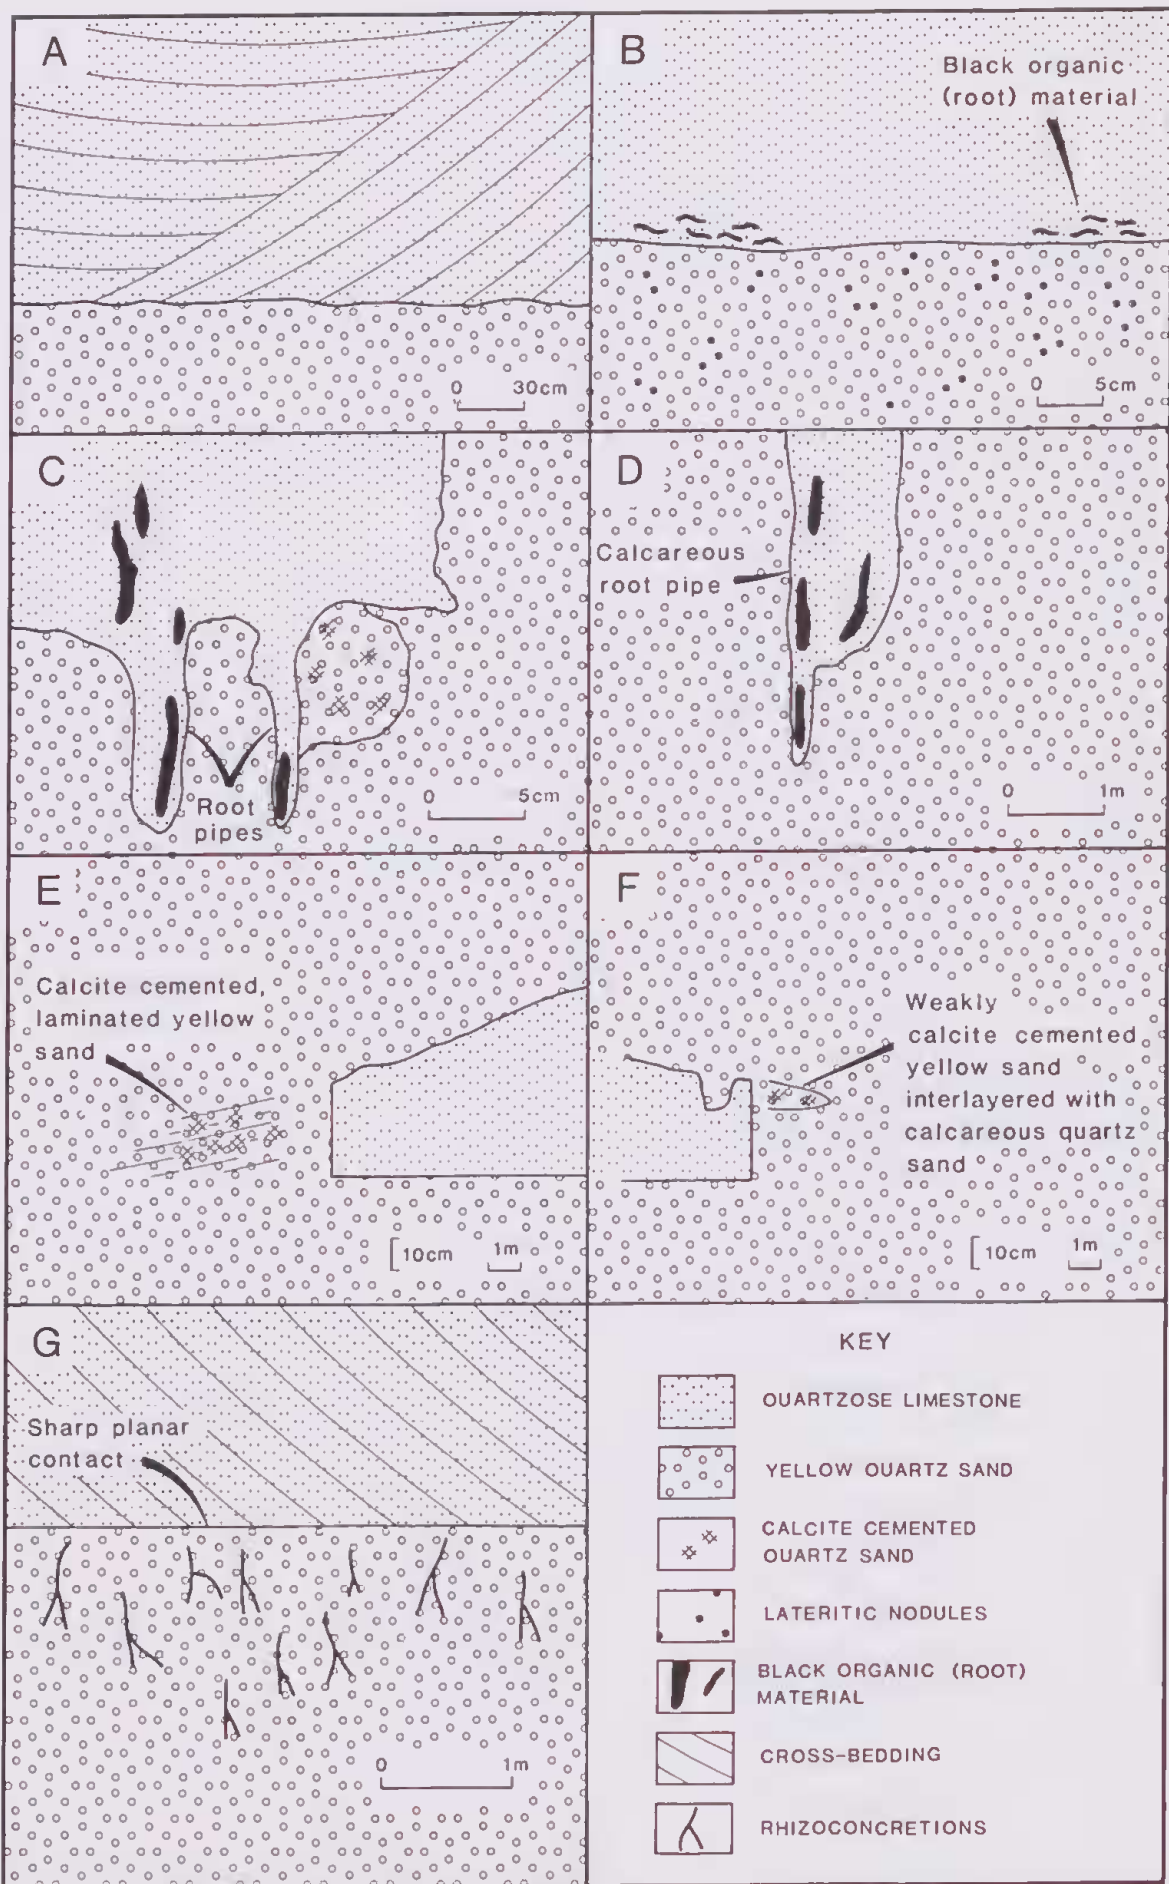 A
B
Black organic
(root) material
0 30cm
0 5cm
C
Root
pipes
0 5cm
D
Calcareous
root pipe
0 1m
E
Calcite cemented,
laminated yellow
sand
10cm 1m
F
Weakly
calcite cemented
yellow sand
interlayered with
calcareous quartz
sand
10cm 1m
G
Sharp planar
contact
0 1m
KEY
QUARTZOSE LIMESTONE
YELLOW QUARTZ SAND
CALCITE CEMENTED
QUARTZ SAND
LATERITIC NODULES
BLACK ORGANIC (ROOT)
MATERIAL
CROSS-BEDDING
RHIZOCONCRETIONS